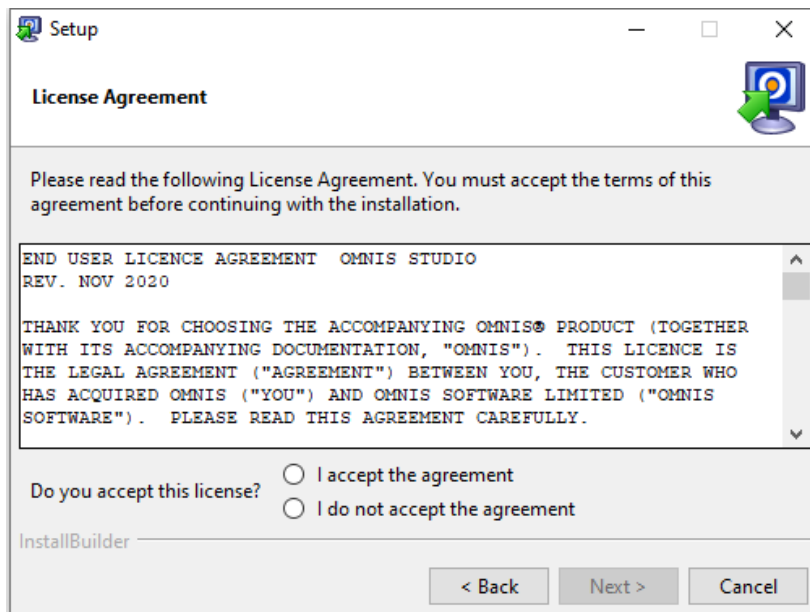 Setup
License Agreement
Please read the following License Agreement. You must accept the terms of this
agreement before continuing with the installation.
END USER LICENCE AGREEMENT  OMNIS STUDIO
REV. NOV 2020
THANK YOU FOR CHOOSING THE ACCOMPANYING OMNIS® PRODUCT (TOGETHER
WITH ITS ACCOMPANYING DOCUMENTATION, "OMNIS").  THIS LICENCE IS
THE LEGAL AGREEMENT ("AGREEMENT") BETWEEN YOU, THE CUSTOMER WHO
HAS ACQUIRED OMNIS ("YOU") AND OMNIS SOFTWARE LIMITED ("OMNIS
SOFTWARE").  PLEASE READ THIS AGREEMENT CAREFULLY.
Do you accept this license?
I accept the agreement
I do not accept the agreement
InstallBuilder
< Back
Next >
Cancel